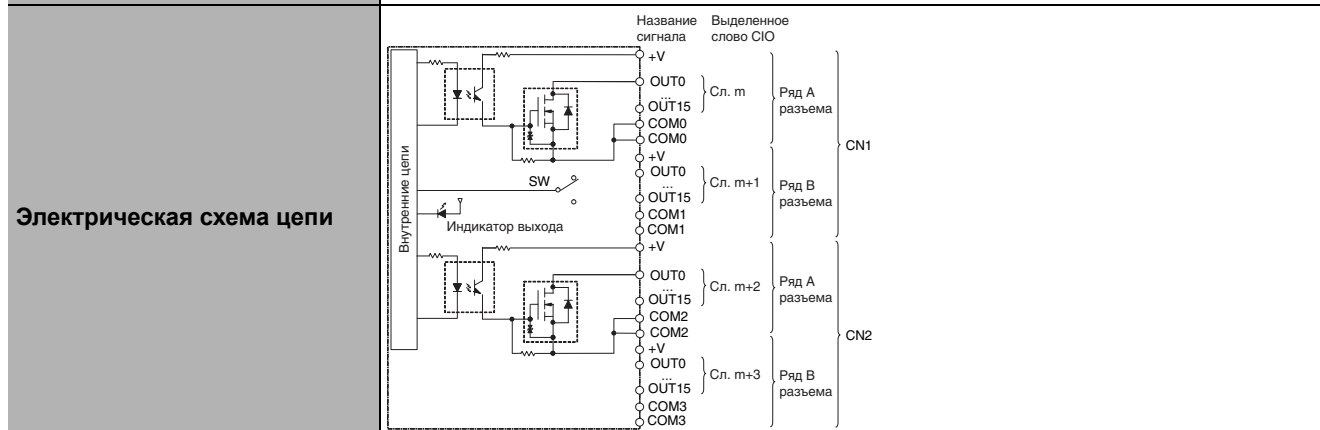 Электрическая схема цепи
Название
сигнала
Выделенное
слово CIO
Внутренние цепи
SW
Индикатор выхода
+V
OUT0
...
OUT15
COM0
COM0
+V
OUT0
...
OUT15
COM1
COM1
+V
OUT0
...
OUT15
COM2
COM2
+V
OUT0
...
OUT15
COM3
COM3
Сл. m
Сл. m+1
Сл. m+2
Сл. m+3
Ряд A
разъема
Ряд B
разъема
Ряд A
разъема
Ряд B
разъема
CN1
CN2